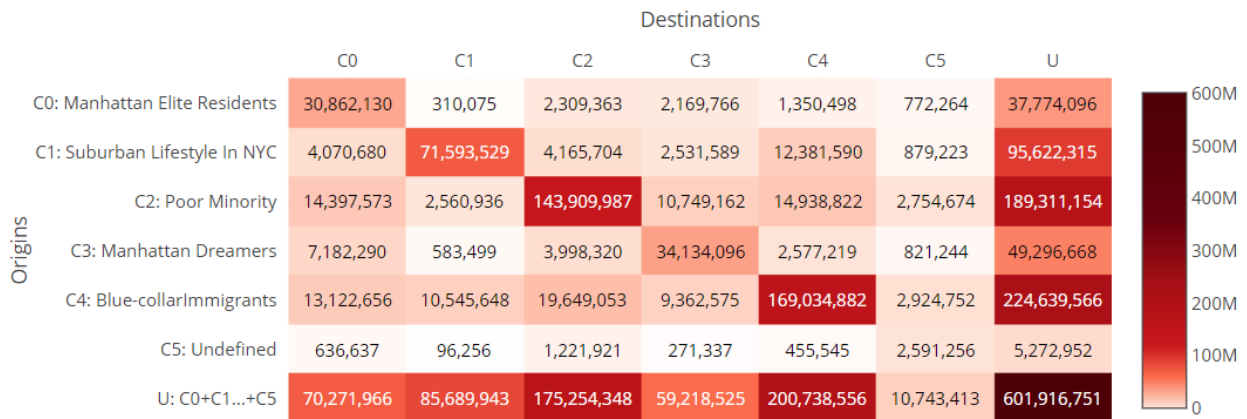 Destinations
C0 C1 C2 C3 C4 C5 U
Origins
C0: Manhattan Elite Residents 30,862,130 310,075 2,309,363 2,169,766 1,350,498 772,264 37,774,096
C1: Suburban Lifestyle In NYC 4,070,680 71,593,529 4,165,704 2,531,589 12,381,590 879,223 95,622,315
C2: Poor Minority 14,397,573 2,560,936 143,909,987 10,749,162 14,938,822 2,754,674 189,311,154
C3: Manhattan Dreamers 7,182,290 583,499 3,998,320 34,134,096 2,577,219 821,244 49,296,668
C4: Blue-collarImmigrants 13,122,656 10,545,648 19,649,053 9,362,575 169,034,882 2,924,752 224,639,566
C5: Undefined 636,637 96,256 1,221,921 271,337 455,545 2,591,256 5,272,952
U: C0+C1...+C5 70,271,966 85,689,943 175,254,348 59,218,525 200,738,556 10,743,413 601,916,751
600M
500M
400M
300M
200M
100M
0